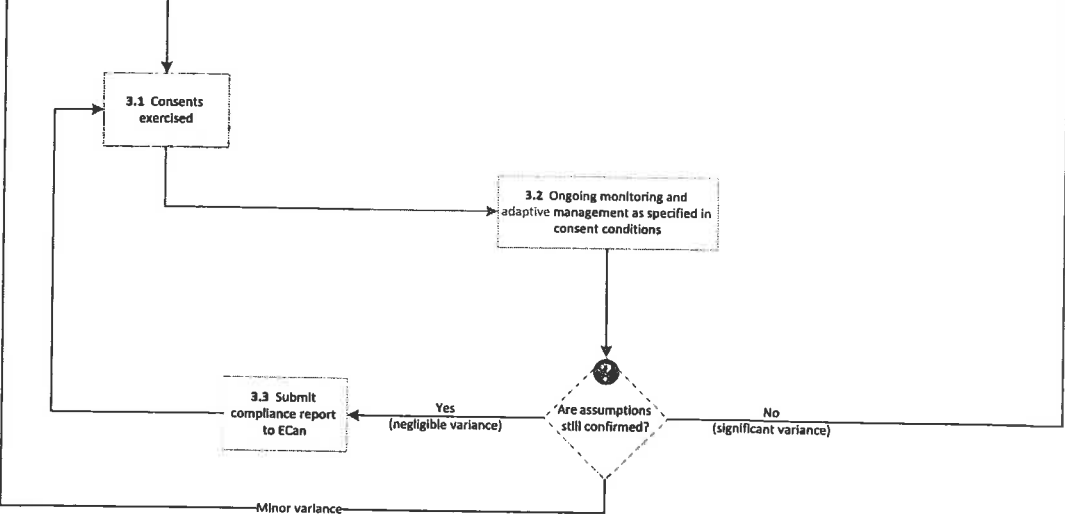 3.1 Consents
exercised
3.2 Ongoing monitoring and
adaptive management as specified in
consent conditions
?
Are assumptions
still confirmed?
Yes
(negligible variance)
No
(significant variance)
3.3 Submit
compliance report
to ECan
Minor variance